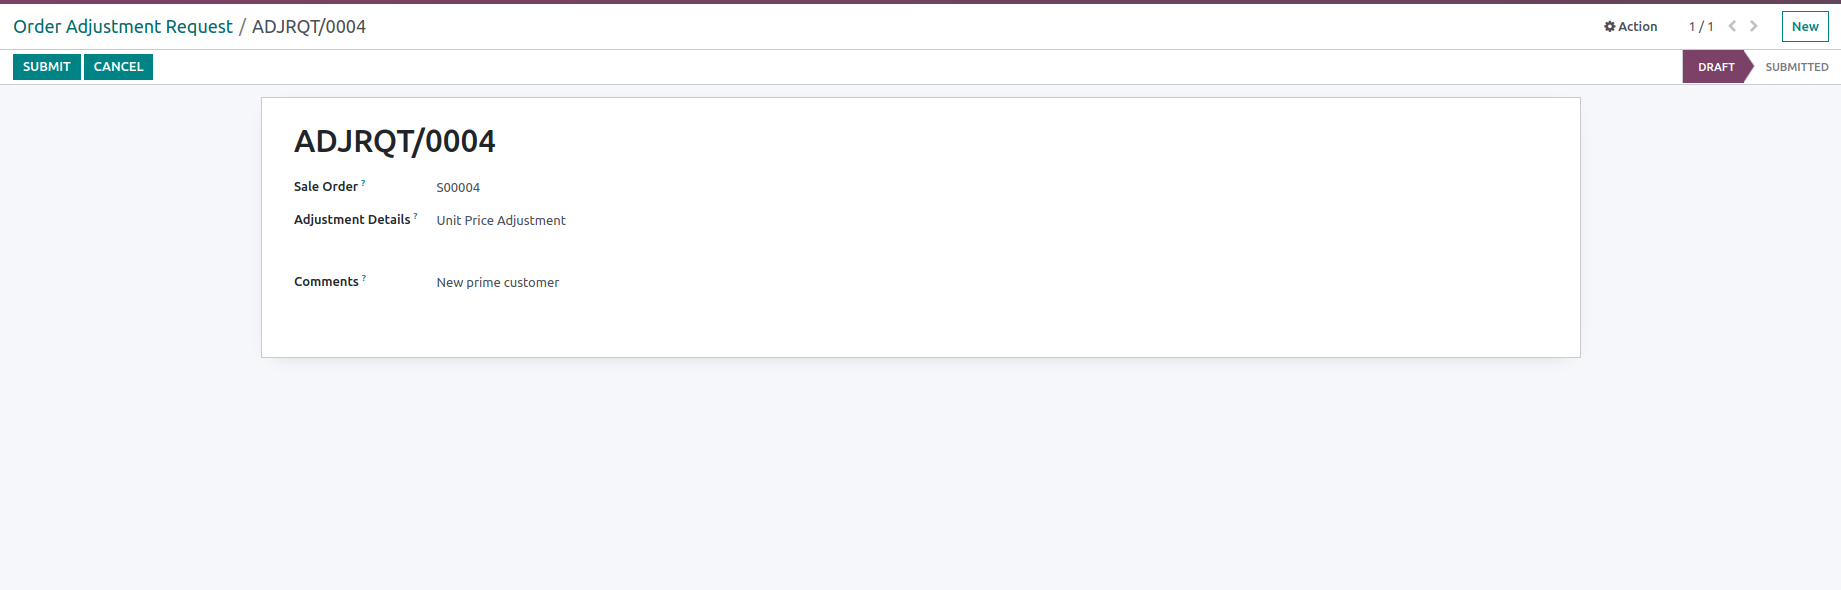 Order Adjustment Request / ADJRQT/0004
Action 1 / 1 New
SUBMIT CANCEL DRAFT SUBMITTED
ADJRQT/0004
Sale Order ? S00004
Adjustment Details ? Unit Price Adjustment
Comments ? New prime customer